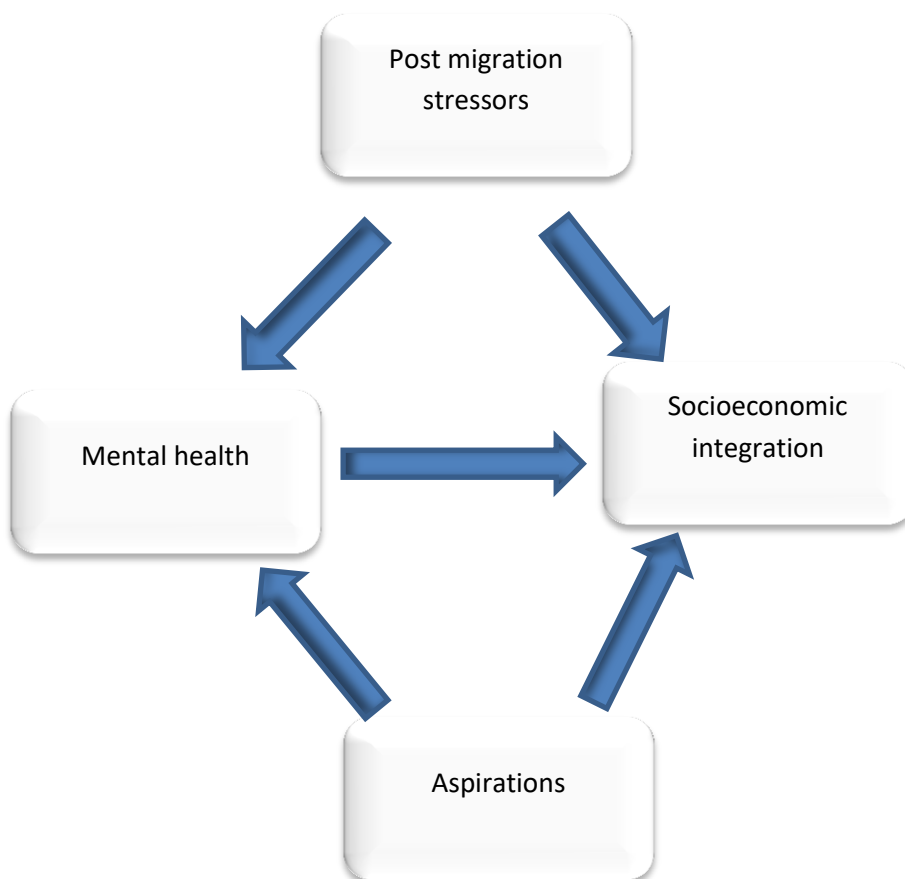 Post migration
stressors
Mental health
Socioeconomic
integration
Aspirations